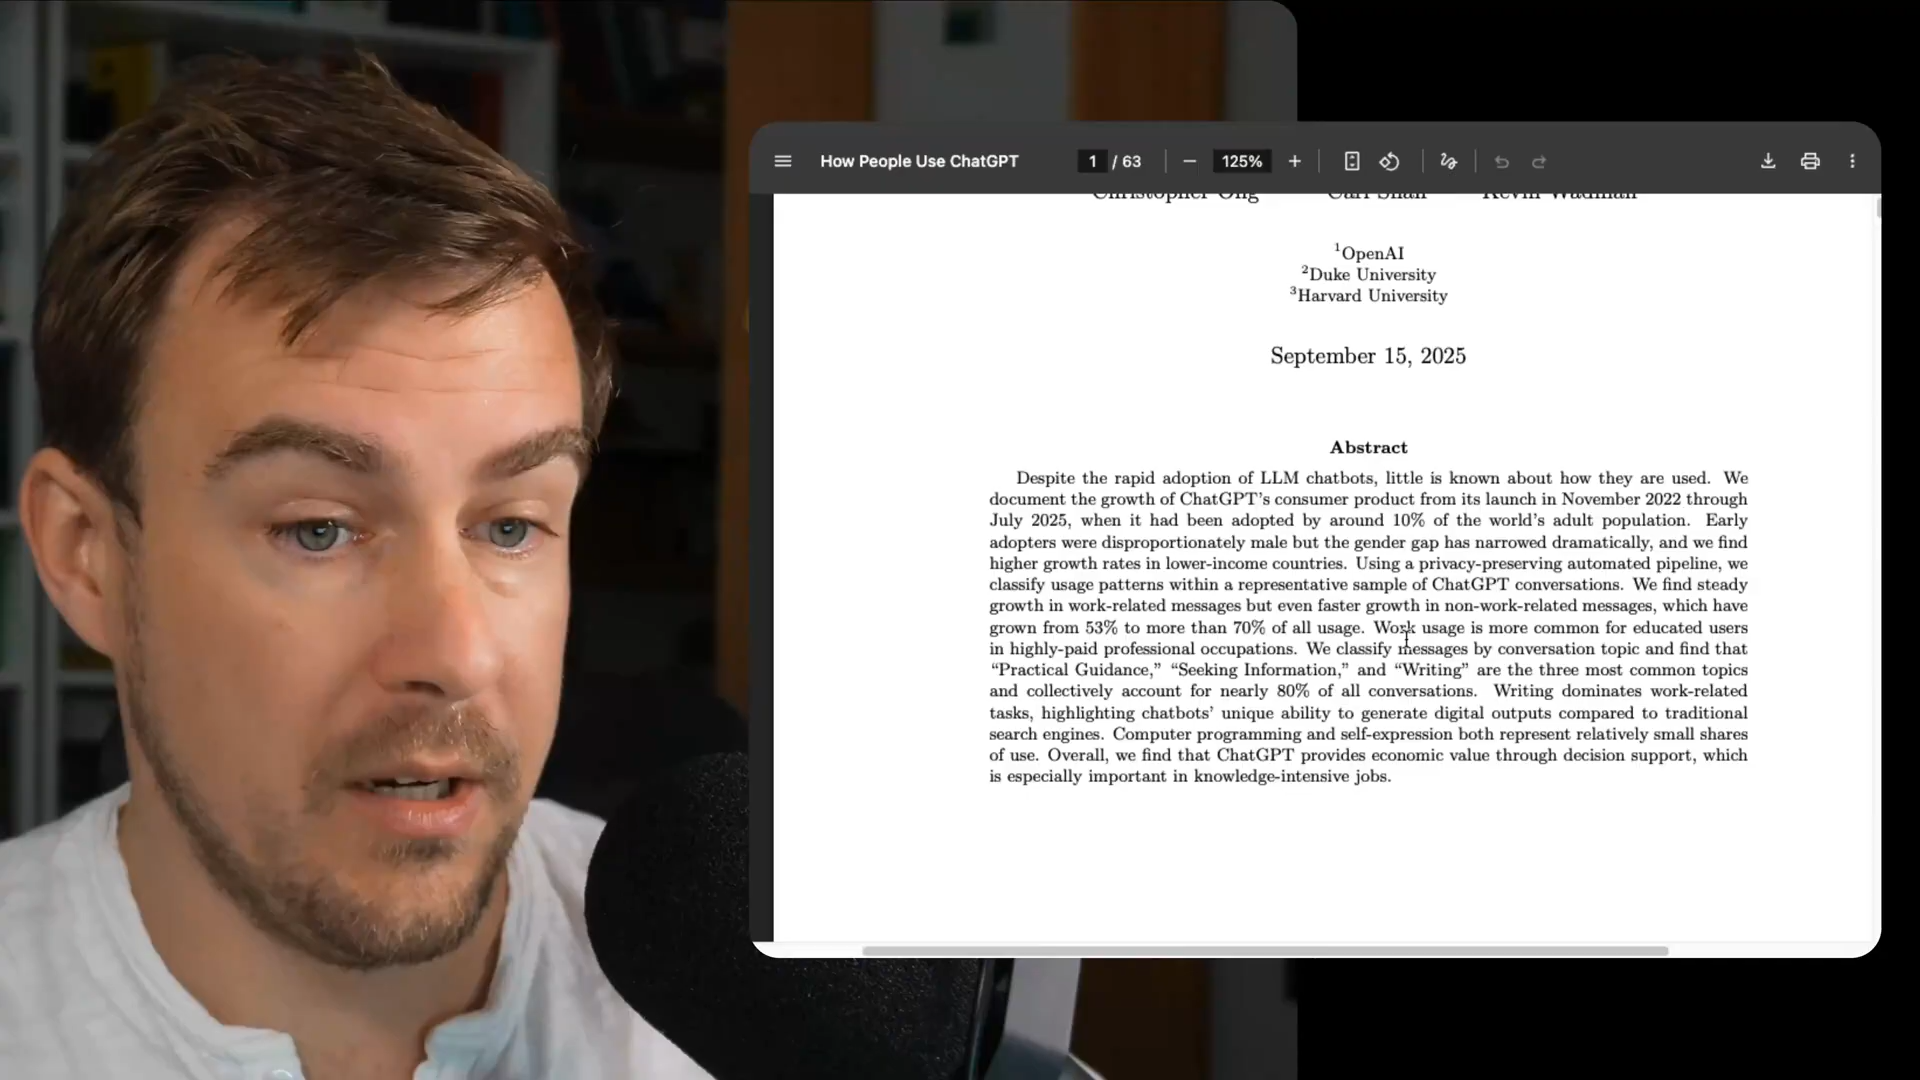 How People Use ChatGPT
1 / 63
125%
Christopher Ong Carl Shan Kevin Wadman
1OpenAI
2Duke University
3Harvard University
September 15, 2025
Abstract
Despite the rapid adoption of LLM chatbots, little is known about how they are used. We
document the growth of ChatGPT’s consumer product from its launch in November 2022 through
July 2025, when it had been adopted by around 10% of the world’s adult population. Early
adopters were disproportionately male but the gender gap has narrowed dramatically, and we find
higher growth rates in lower-income countries. Using a privacy-preserving automated pipeline, we
classify usage patterns within a representative sample of ChatGPT conversations. We find steady
growth in work-related messages but even faster growth in non-work-related messages, which have
grown from 53% to more than 70% of all usage. Work usage is more common for educated users
in highly-paid professional occupations. We classify messages by conversation topic and find that
“Practical Guidance,” “Seeking Information,” and “Writing” are the three most common topics
and collectively account for nearly 80% of all conversations. Writing dominates work-related
tasks, highlighting chatbots’ unique ability to generate digital outputs compared to traditional
search engines. Computer programming and self-expression both represent relatively small shares
of use. Overall, we find that ChatGPT provides economic value through decision support, which
is especially important in knowledge-intensive jobs.